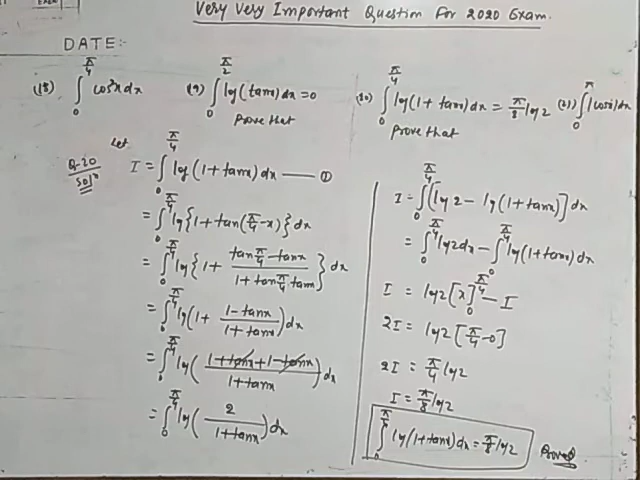 Very Very Important Question For 2020 Exam.
DATE:-
(18) ∫₀^{π/4} cos²x dx (19) ∫₀^{π/2} log(tanx)dx = 0 (20) ∫₀^{π/4} log(1+tanx)dx = π/8 log2 (21) ∫₀^{π} |cosx|dx
Prove that Prove that
Q-20 Let
Solⁿ I = ∫₀^{π/4} log(1+tanx)dx —— ①
= ∫₀^{π/4} log{1+tan(π/4-x)}dx
= ∫₀^{π/4} log{1 + (tanπ/4 - tanx)/(1+tanπ/4 tanx)}dx
= ∫₀^{π/4} log(1 + (1-tanx)/(1+tanx))dx
= ∫₀^{π/4} log((1+tanx+1-tanx)/(1+tanx))dx
= ∫₀^{π/4} log(2/(1+tanx))dx
I = ∫₀^{π/4} [log2 - log(1+tanx)]dx
= ∫₀^{π/4} log2dx - ∫₀^{π/4} log(1+tanx)dx
I = log2[x]₀^{π/4} - I
2I = log2[π/4-0]
2I = π/4 log2
I = π/8 log2
∫₀^{π/4} log(1+tanx)dx = π/8 log2 Proved